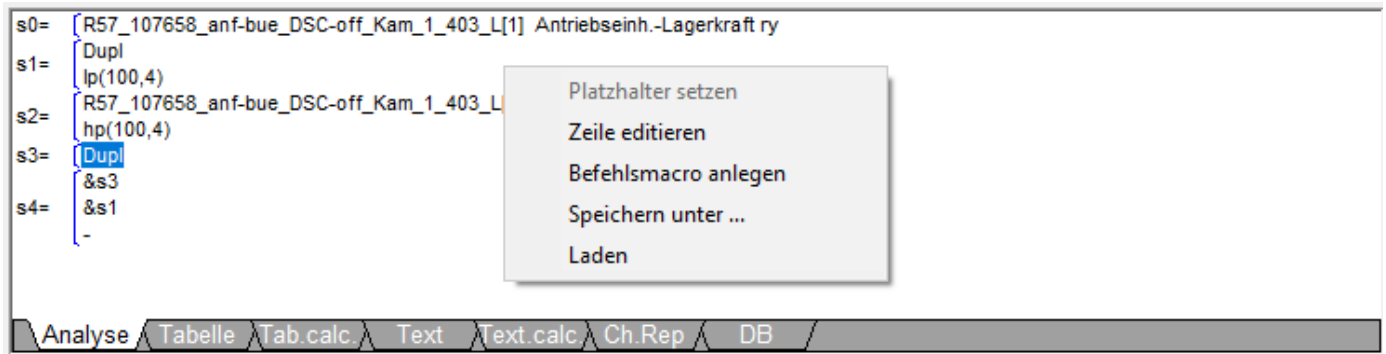 s0= R57_107658_anf-bue_DSC-off_Kam_1_403_L[1] Antriebseinh.-Lagerkraft ry
s1= Dupl
lp(100,4)
s2= R57_107658_anf-bue_DSC-off_Kam_1_403_L[
hp(100,4)
s3= Dupl
s4= &s3
&s1
-
Platzhalter setzen
Zeile editieren
Befehlsmacro anlegen
Speichern unter ...
Laden
Analyse Tabelle Tab.calc. Text Text.calc. Ch.Rep DB